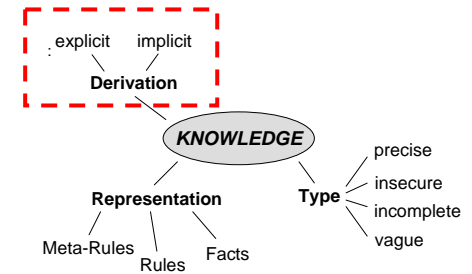 explicit implicit
:
Derivation
KNOWLEDGE
precise
insecure
incomplete
vague
Type
Representation
Meta-Rules
Rules
Facts